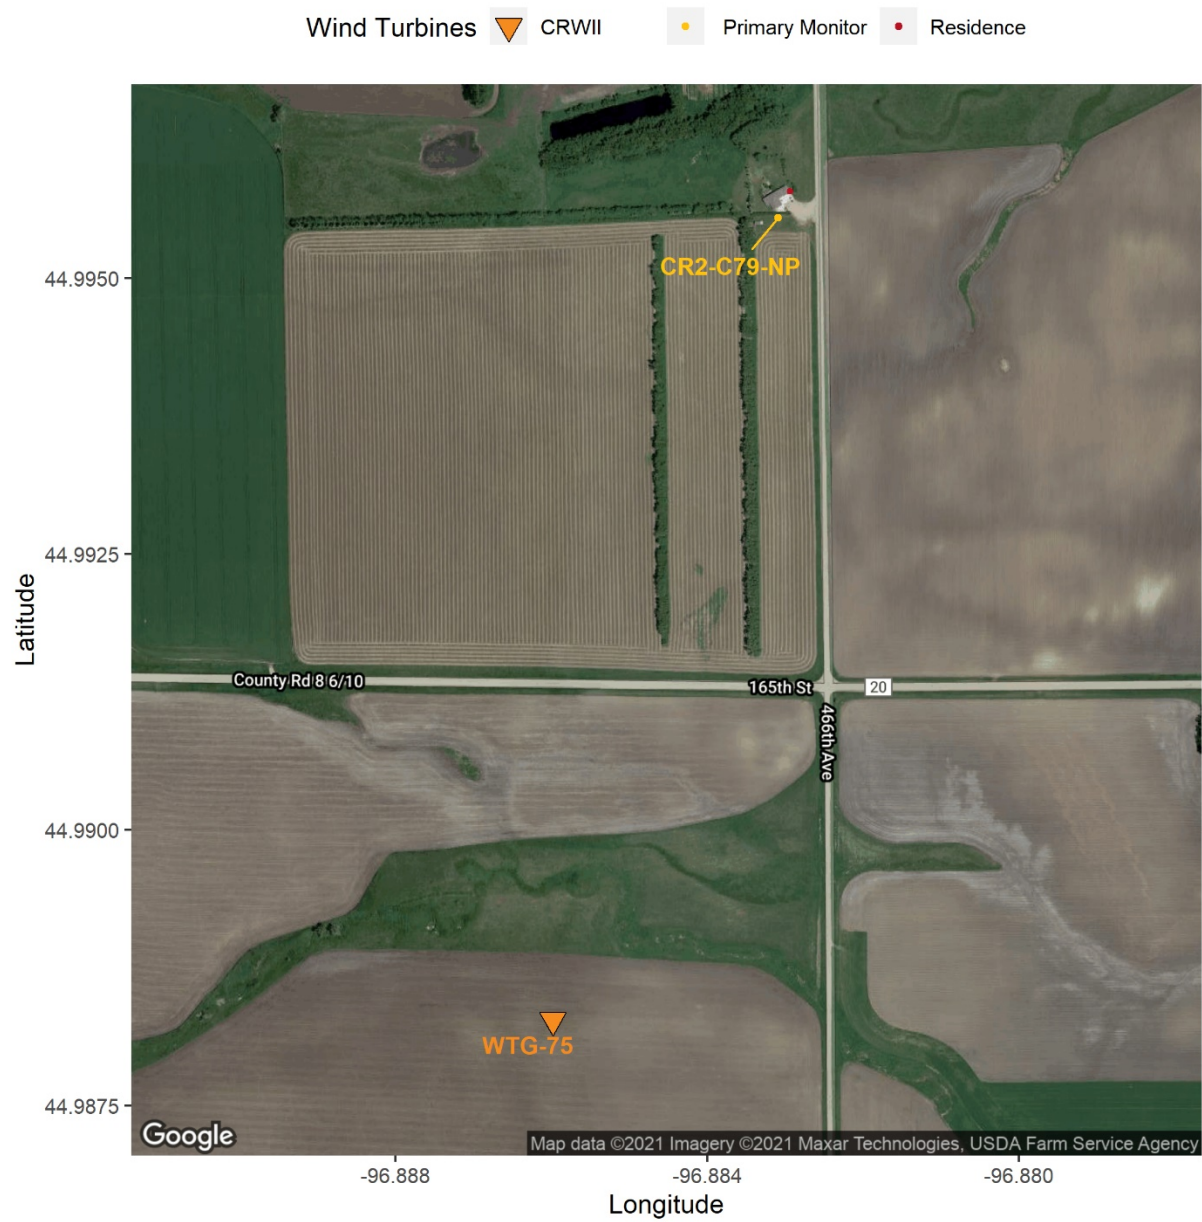 Wind Turbines CRWII Primary Monitor Residence
CR2-C79-NP
44.9950
44.9925
Latitude
County Rd 8 6/10
165th St
20
466th Ave
44.9900
WTG-75
44.9875
Google
Map data ©2021 Imagery ©2021 Maxar Technologies, USDA Farm Service Agency
-96.888
-96.884
-96.880
Longitude